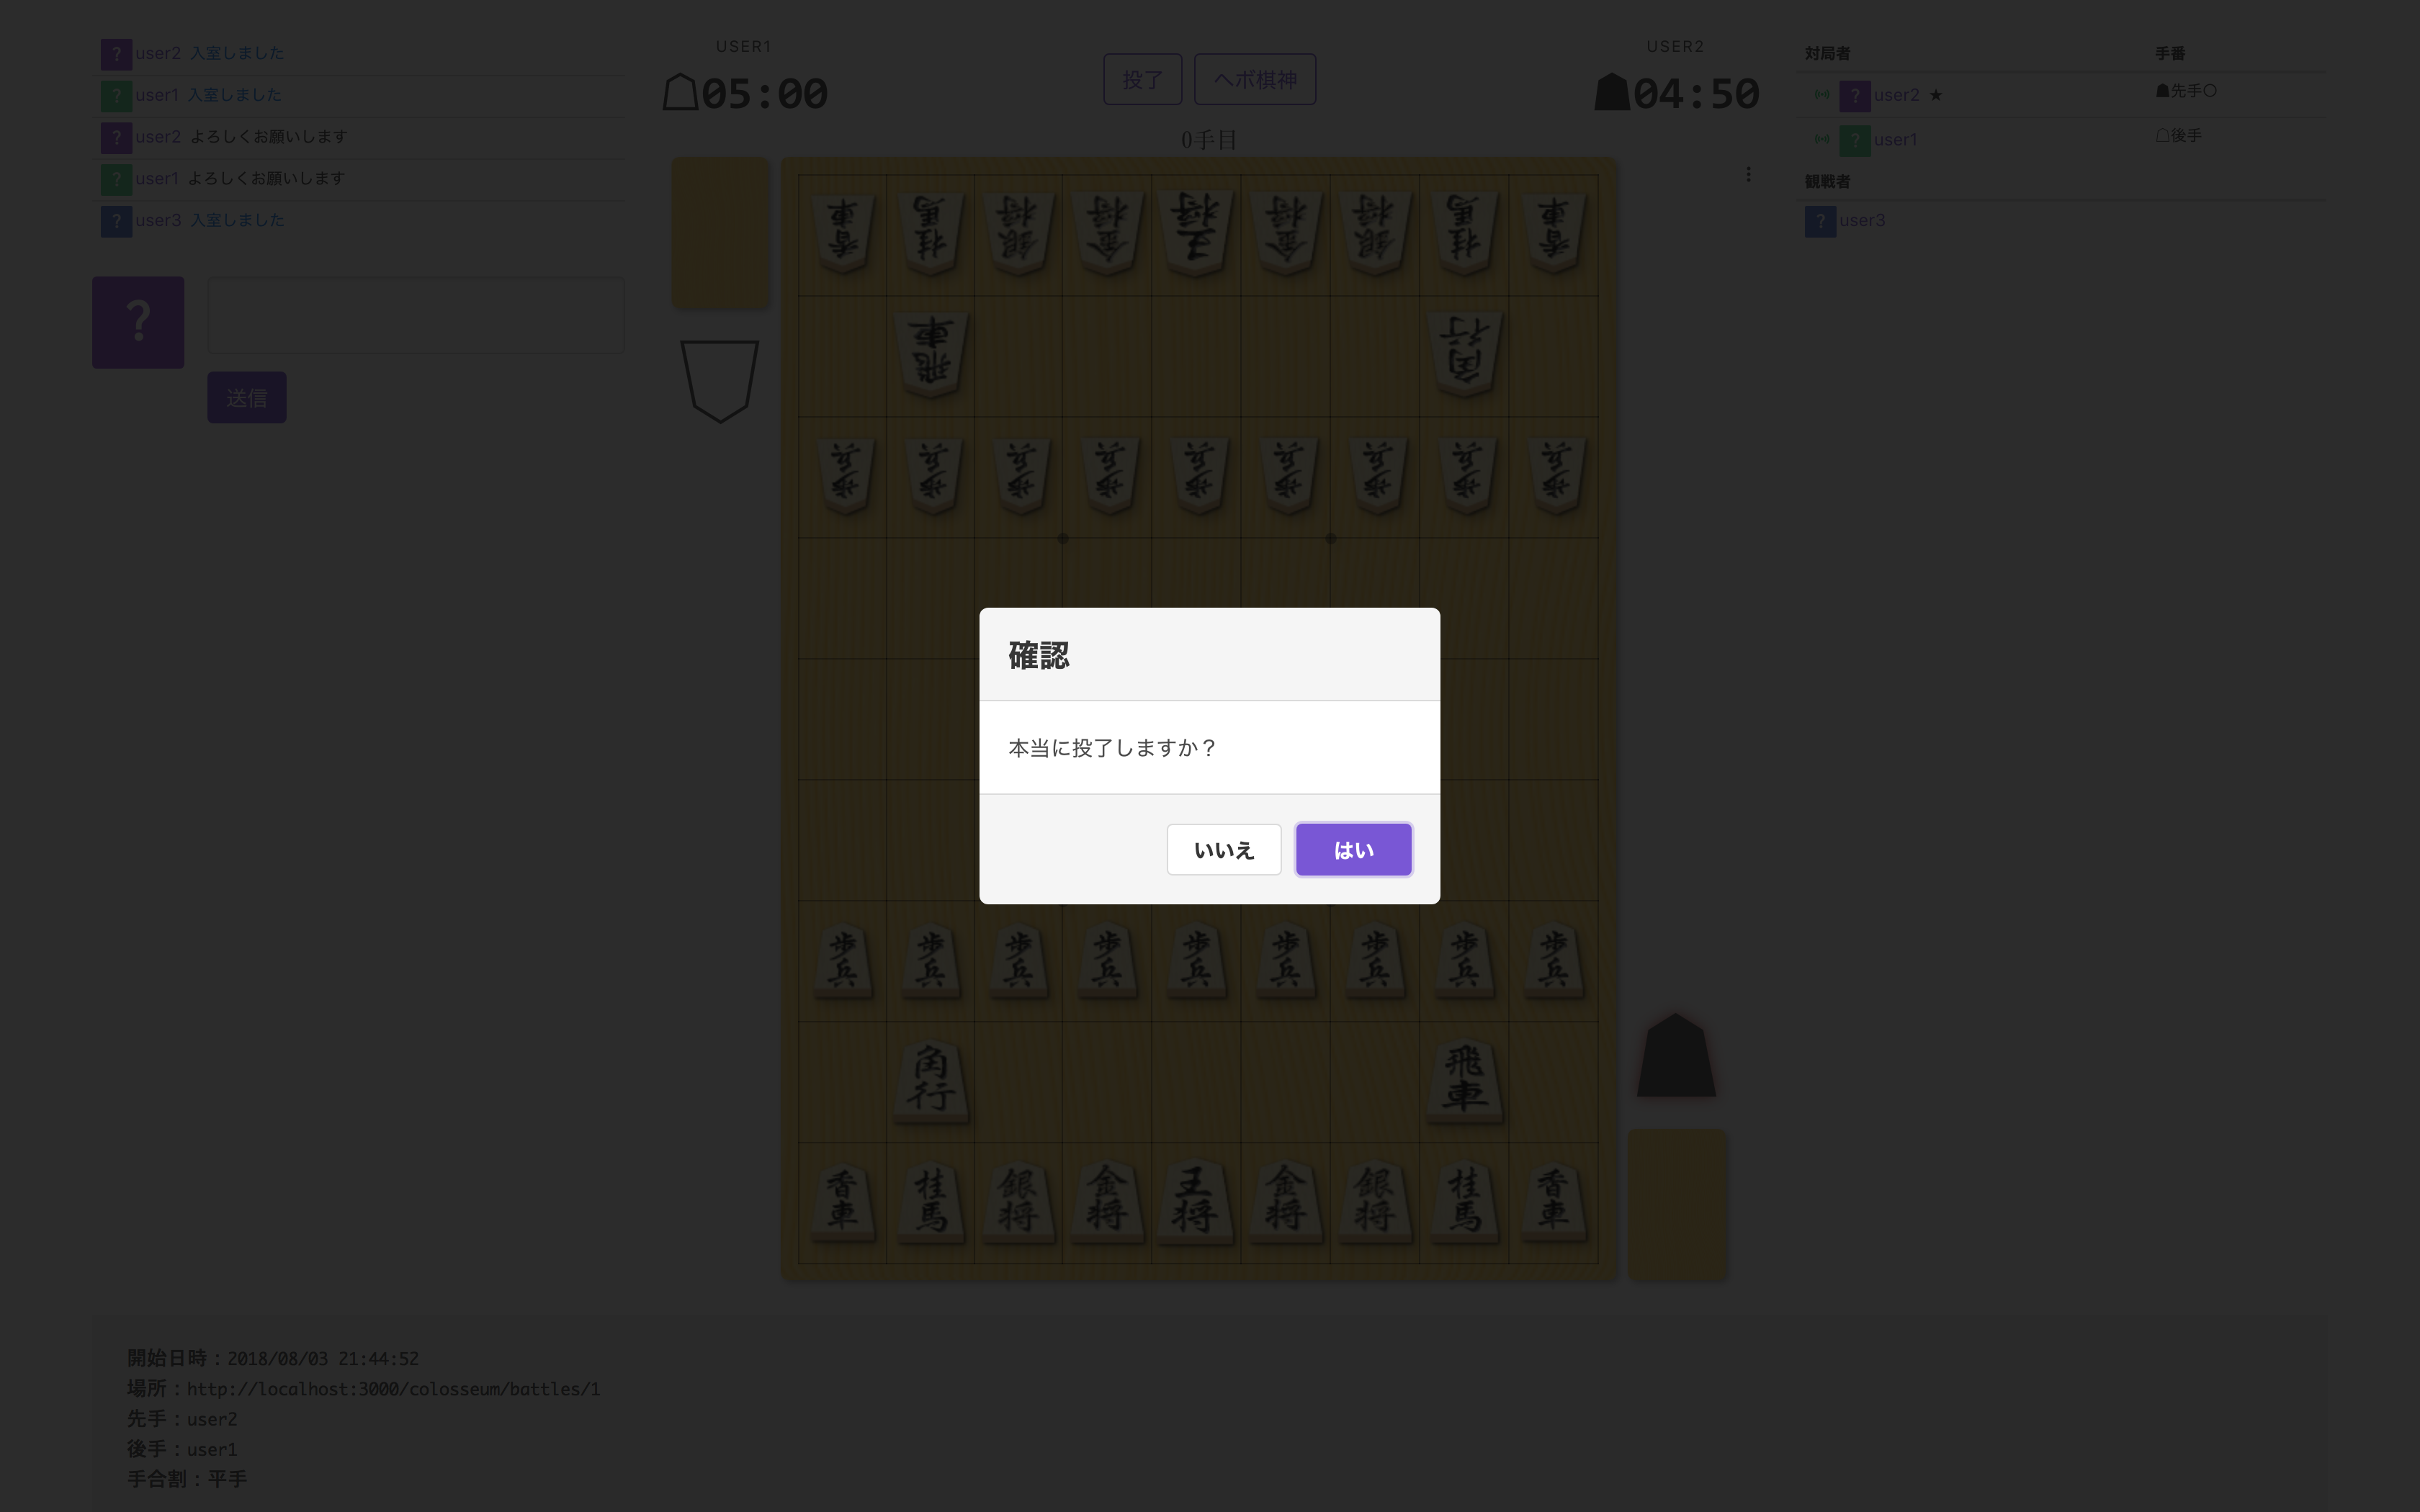 ? user2 入室しました
? user1 入室しました
? user2 よろしくお願いします
? user1 よろしくお願いします
? user3 入室しました
?
送信
USER1
05:00
投了
ヘボ棋神
0手目
USER2
04:50
対局者 手番
? user2 ★ 先手○
? user1 後手
観戦者
? user3
香車 桂馬 銀将 金将 王将 金将 銀将 桂馬 香車
飛車 角行
歩兵 歩兵 歩兵 歩兵 歩兵 歩兵 歩兵 歩兵 歩兵
確認
本当に投了しますか？
いいえ はい
歩兵 歩兵 歩兵 歩兵 歩兵 歩兵 歩兵 歩兵 歩兵
角行 飛車
香車 桂馬 銀将 金将 王将 金将 銀将 桂馬 香車
開始日時：2018/08/03 21:44:52
場所：http://localhost:3000/colosseum/battles/1
先手：user2
後手：user1
手合割：平手